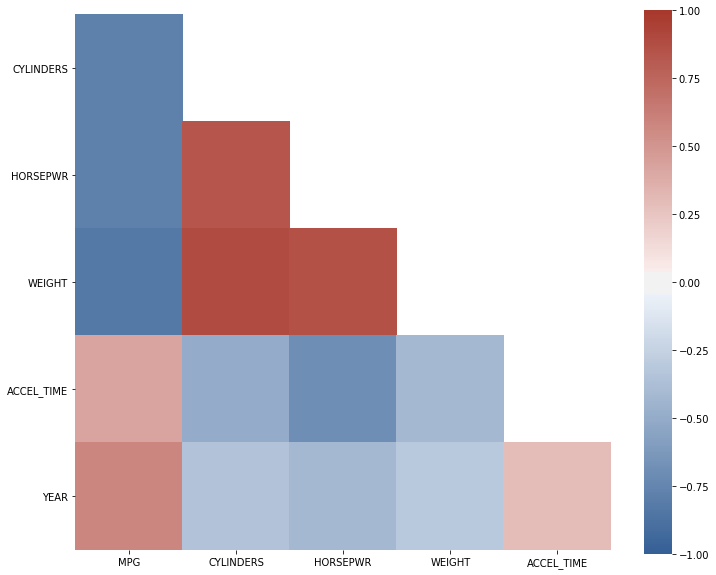 CYLINDERS
HORSEPWR
WEIGHT
ACCEL_TIME
YEAR
MPG CYLINDERS HORSEPWR WEIGHT ACCEL_TIME
1.00
0.75
0.50
0.25
0.00
−0.25
−0.50
−0.75
−1.00